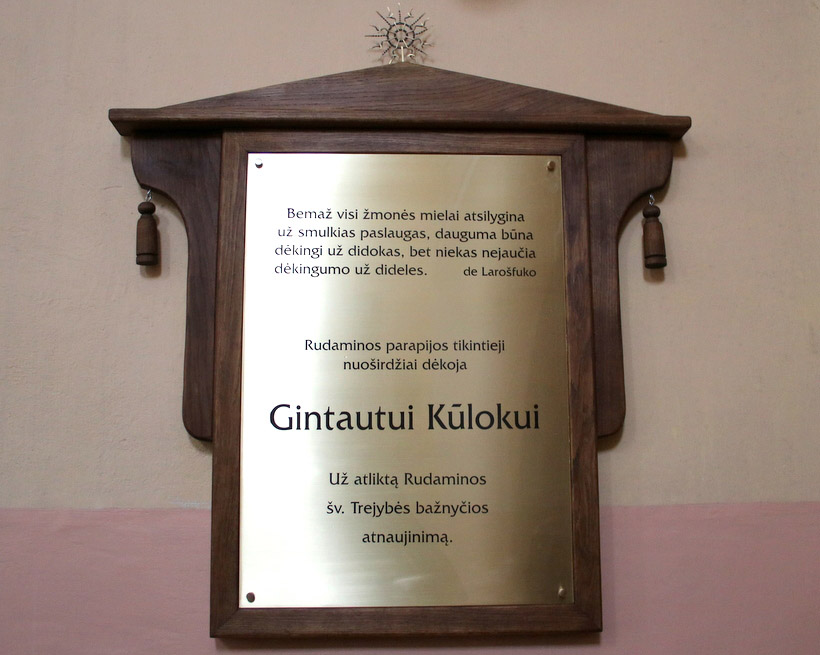 Bemaž visi žmonės mielai atsilygina
už smulkias paslaugas, dauguma būna
dėkingi už didokas, bet niekas nejaučia
dėkingumo už dideles. de Larošfuko
Rudaminos parapijos tikintieji
nuoširdžiai dėkoja
Gintautui Kūlokui
Už atliktą Rudaminos
šv. Trejybės bažnyčios
atnaujinimą.